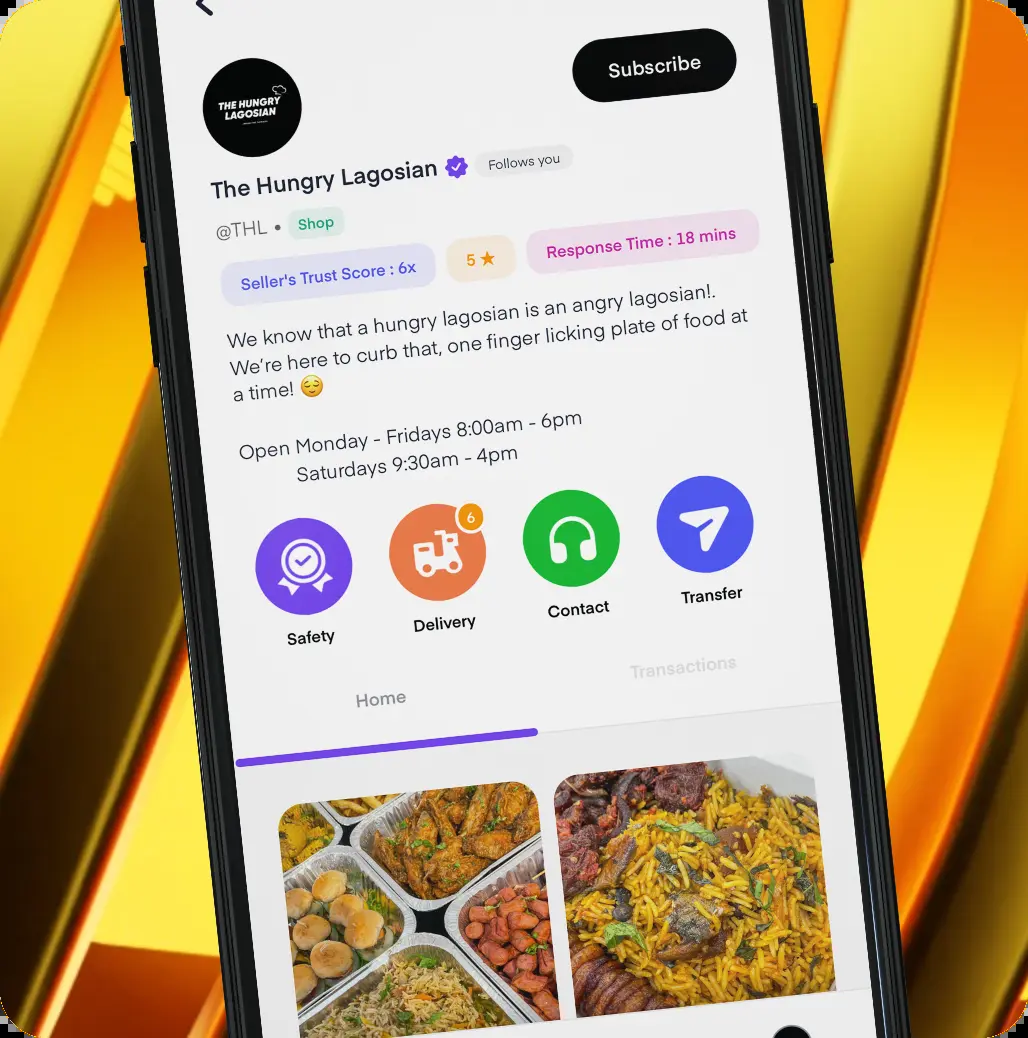 Subscribe
THE HUNGRY
LAGOSIAN
The Hungry Lagosian
Follows you
@THL • Shop
Seller's Trust Score : 6x
5 ★
Response Time : 18 mins
We know that a hungry lagosian is an angry lagosian!.
We’re here to curb that, one finger licking plate of food at
a time! 😌
Open Monday - Fridays 8:00am - 6pm
Saturdays 9:30am - 4pm
6
Safety
Delivery
Contact
Transfer
Home
Transactions